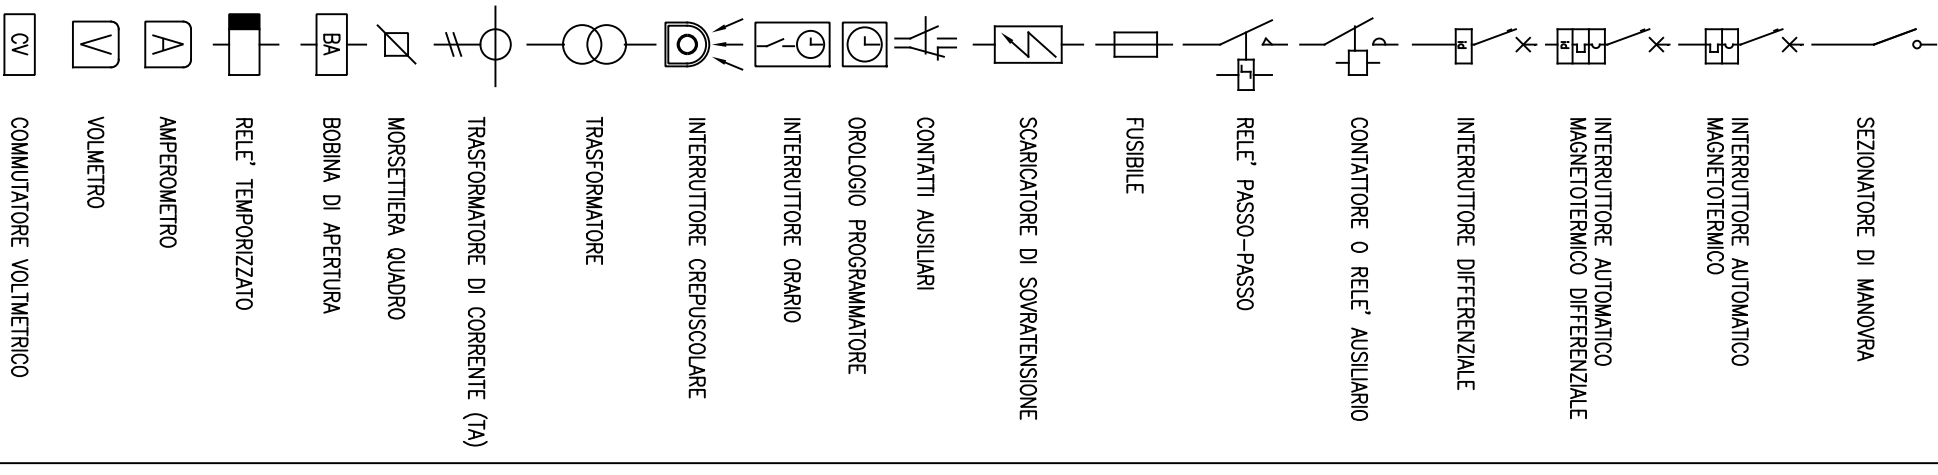 SEZIONATORE DI MANOVRA
INTERRUTTORE AUTOMATICO
MAGNETOTERMICO
Id
INTERRUTTORE AUTOMATICO
MAGNETOTERMICO DIFFERENZIALE
Id
INTERRUTTORE DIFFERENZIALE
CONTATTORE O RELE' AUSILIARIO
RELE' PASSO-PASSO
FUSIBILE
SCARICATORE DI SOVRATENSIONE
CONTATTI AUSILIARI
OROLOGIO PROGRAMMATORE
INTERRUTTORE ORARIO
INTERRUTTORE CREPUSCOLARE
TRASFORMATORE
TRASFORMATORE DI CORRENTE (TA)
MORSETTIERA QUADRO
BA
BOBINA DI APERTURA
RELE' TEMPORIZZATO
A
AMPEROMETRO
V
VOLMETRO
CV
COMMUTATORE VOLTMETRICO